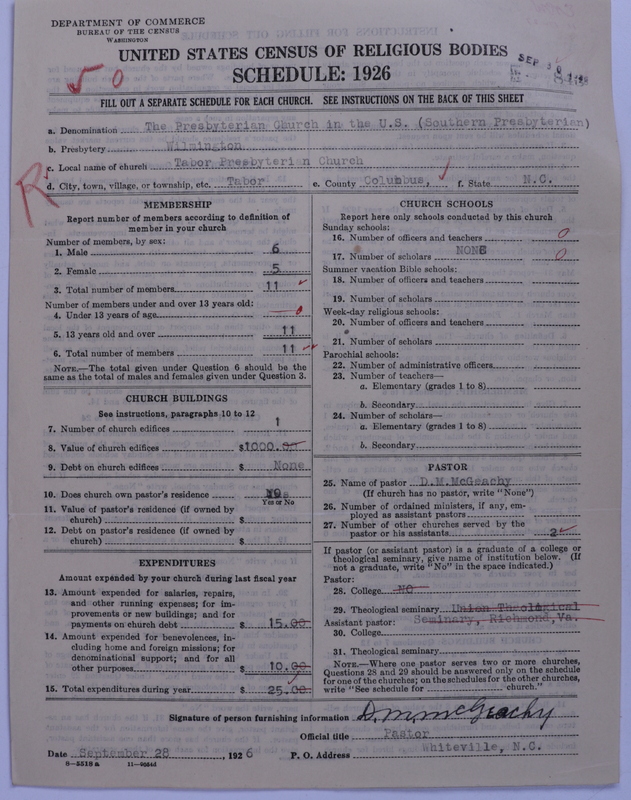 DEPARTMENT OF COMMERCE
BUREAU OF THE CENSUS
WASHINGTON
UNITED STATES CENSUS OF RELIGIOUS BODIES
SCHEDULE: 1926
SEP 30
FILL OUT A SEPARATE SCHEDULE FOR EACH CHURCH. SEE INSTRUCTIONS ON THE BACK OF THIS SHEET
a. Denomination The Presbyterian Church in the U.S. (Southern Presbyterian)
b. Presbytery Wilmington
c. Local name of church Tabor Presbyterian Church
d. City, town, village, or township, etc. Tabor e. County Columbus, f. State N.C.
R
MEMBERSHIP
Report number of members according to definition of
member in your church
Number of members, by sex:
1. Male 6
2. Female 5
3. Total number of members 11
Number of members under and over 13 years old:
4. Under 13 years of age 0
5. 13 years old and over 11
6. Total number of members 11
NOTE.—The total given under Question 6 should be
same as the total of males and females given under Question 3.
CHURCH BUILDINGS
See instructions, paragraphs 10 to 12
7. Number of church edifices 1
8. Value of church edifices $1000.00
9. Debt on church edifices $ None
10. Does church own pastor's residence
Yes or No
11. Value of pastor's residence (if owned by
church) $
12. Debt on pastor's residence (if owned by
church) $
EXPENDITURES
Amount expended by your church during last fiscal year
13. Amount expended for salaries, repairs,
and other running expenses; for im-
provements or new buildings; and for
payments on church debt $ 15.00
14. Amount expended for benevolences, in-
cluding home and foreign missions; for
denominational support; and for all
other purposes $ 10.00
15. Total expenditures during year $ 25.00
CHURCH SCHOOLS
Report here only schools conducted by this church
Sunday schools:
16. Number of officers and teachers 0
17. Number of scholars NONE 0
Summer vacation Bible schools:
18. Number of officers and teachers
19. Number of scholars
Week-day religious schools:
20. Number of officers and teachers
21. Number of scholars
Parochial schools:
22. Number of administrative officers
23. Number of teachers—
a. Elementary (grades 1 to 8)
b. Secondary
24. Number of scholars—
a. Elementary (grades 1 to 8)
b. Secondary
PASTOR
25. Name of pastor D.M.McGeachy
(If church has no pastor, write "None")
26. Number of ordained ministers, if any, em-
ployed as assistant pastors
27. Number of other churches served by the
pastor or his assistants 2
If pastor (or assistant pastor) is a graduate of a college or
theological seminary, give name of institution below. (If
not a graduate, write "No" in the space indicated.)
Pastor:
28. College NO
29. Theological seminary Union Theological
Assistant pastor: Seminary, Richmond, Va.
30. College
31. Theological seminary
NOTE.—Where one pastor serves two or more churches,
Questions 28 and 29 should be answered only on the schedule
for one of the churches; on the schedules for the other churches,
write "See schedule for church."
Signature of person furnishing information D.M. McGeachy
Official title Pastor
Date September 28, 1926 P. O. Address Whiteville, N.C.
8-5518a